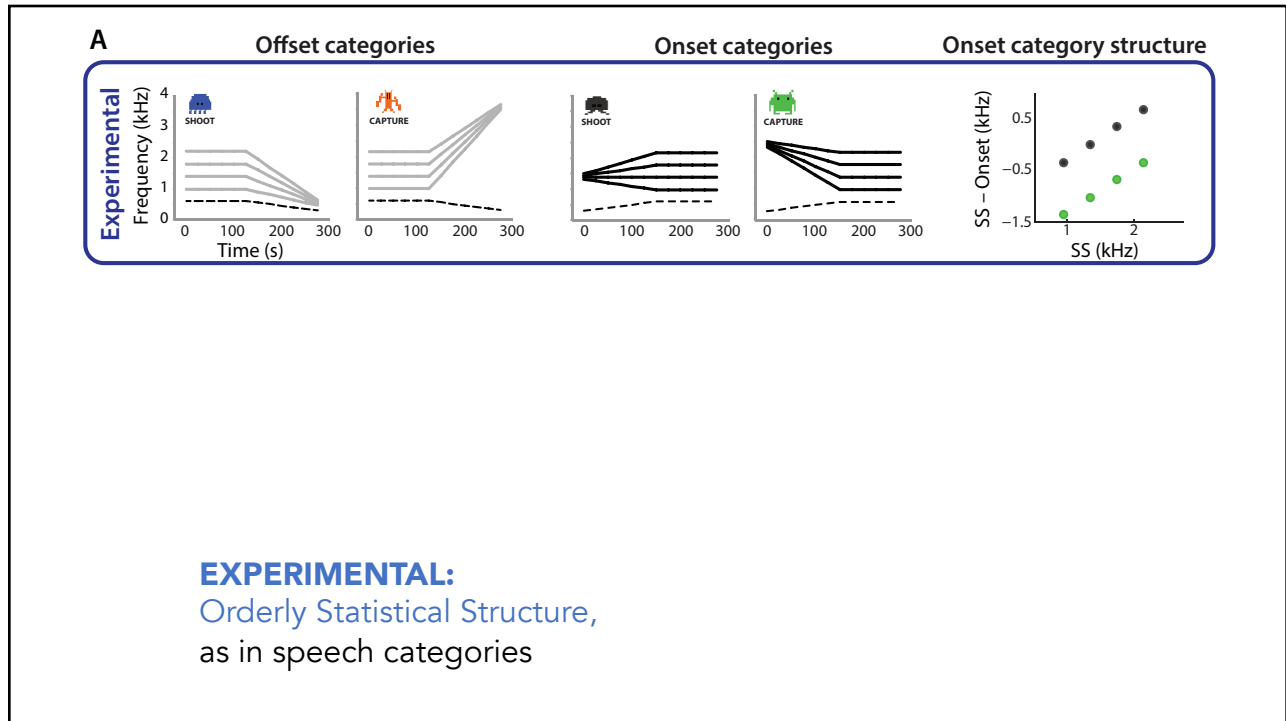 A
Offset categories
Onset categories
Onset category structure
Experimental
Frequency (kHz)
4
3
2
1
0
SHOOT
0 100 200 300
Time (s)
CAPTURE
0 100 200 300
SHOOT
0 100 200 300
CAPTURE
0 100 200 300
SS – Onset (kHz)
0.5
−0.5
−1.5
1 2
SS (kHz)
EXPERIMENTAL:
Orderly Statistical Structure,
as in speech categories